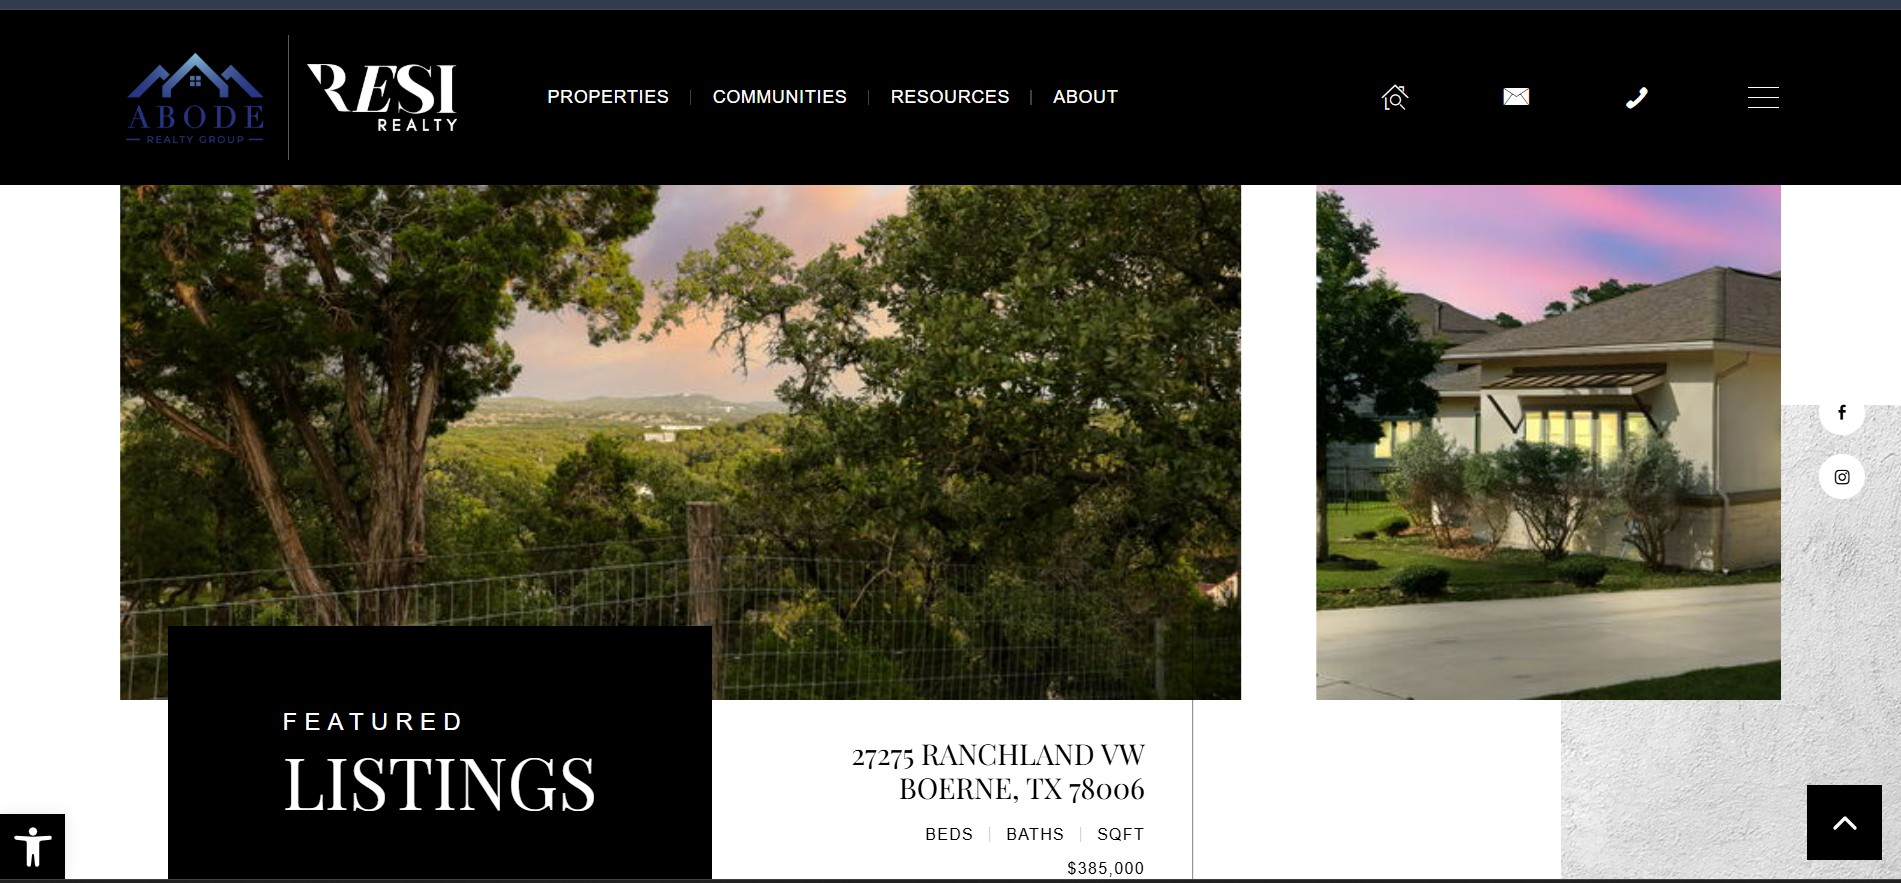 ABODE
REALTY GROUP
RESI
REALTY
PROPERTIES | COMMUNITIES | RESOURCES | ABOUT
FEATURED
LISTINGS
27275 RANCHLAND VW
BOERNE, TX 78006
BEDS | BATHS | SQFT
$385,000